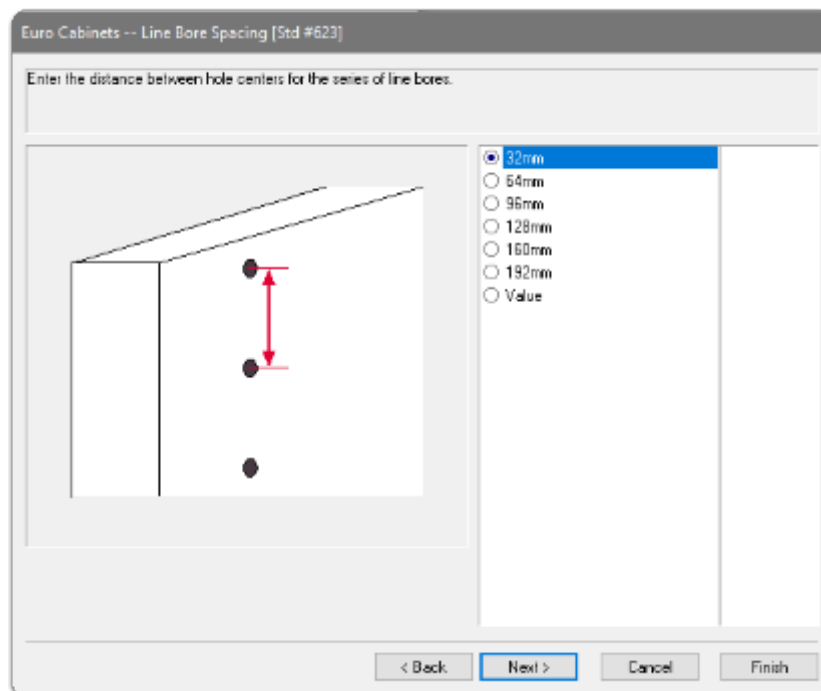 Euro Cabinets -- Line Bore Spacing [Std #623]
Enter the distance between hole centers for the series of line bores.
32mm
64mm
96mm
128mm
160mm
192mm
Value
< Back Next > Cancel Finish